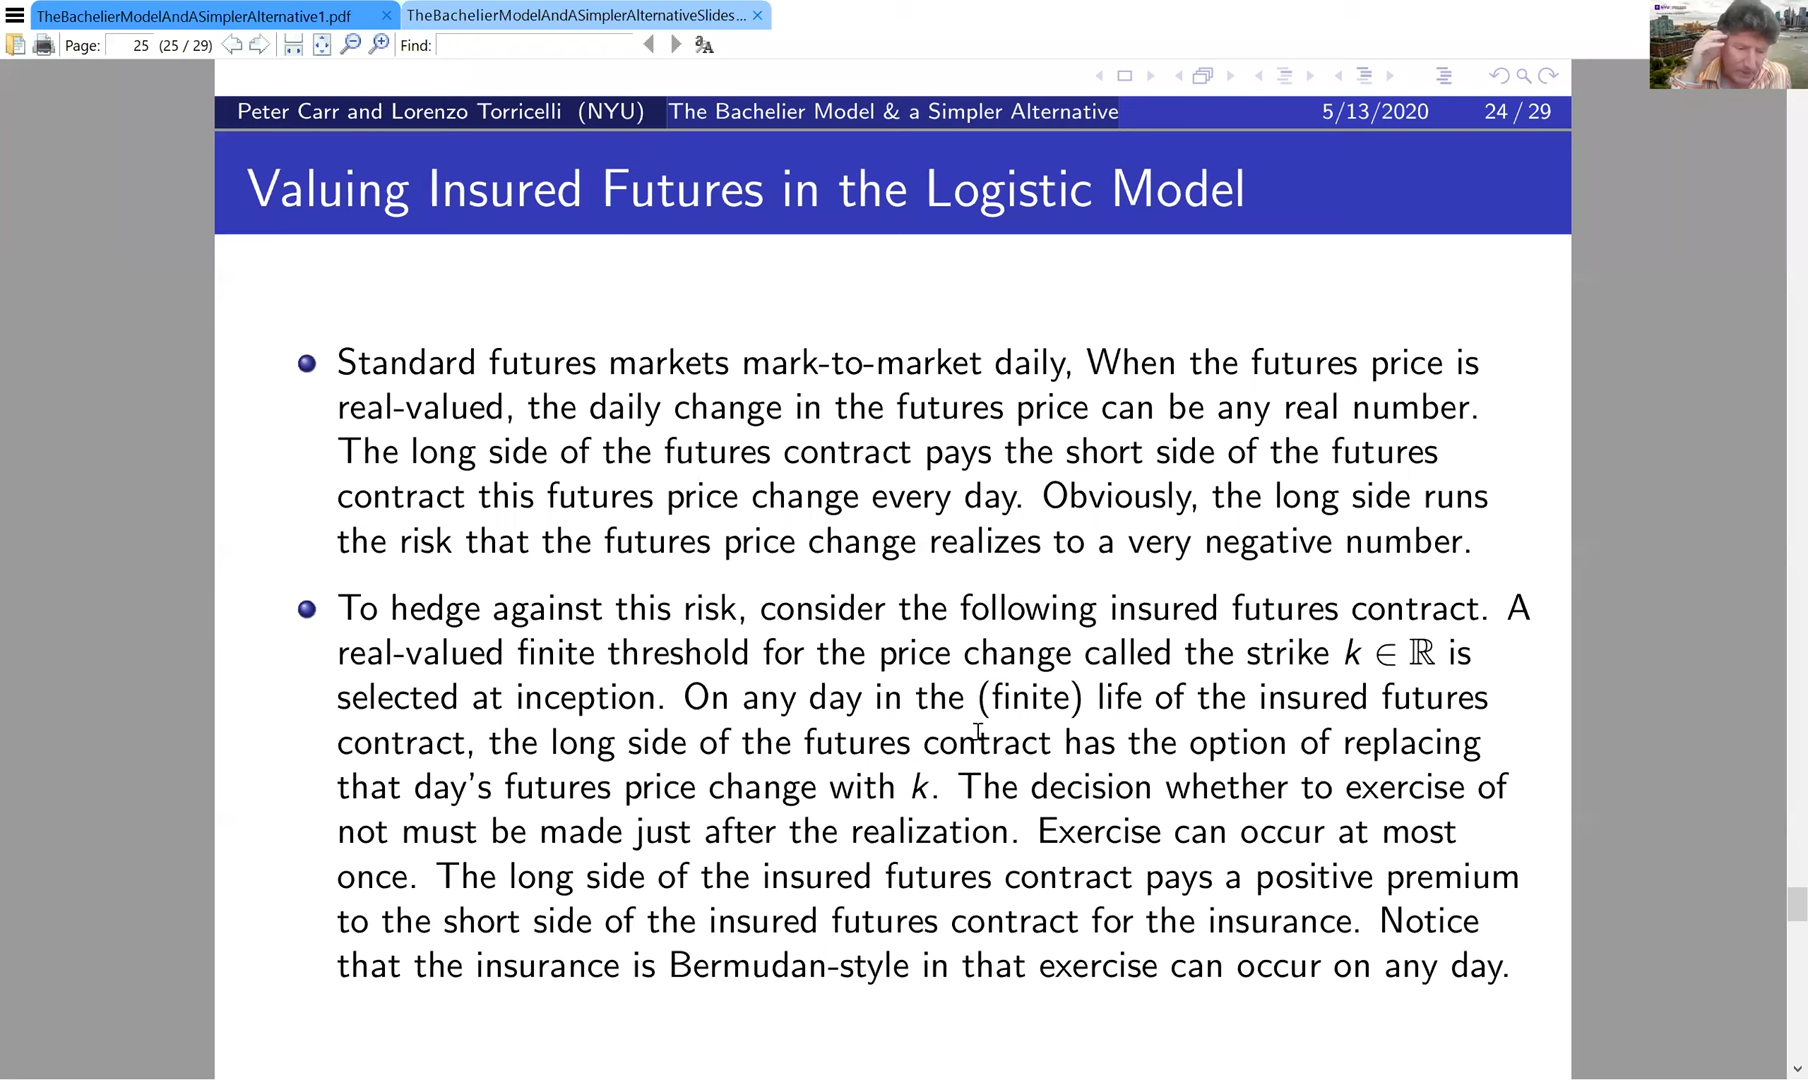 TheBachelierModelAndASimplerAlternative1.pdf
TheBachelierModelAndASimplerAlternativeSlides...
Page: 25 (25 / 29) Find:
Peter Carr and Lorenzo Torricelli (NYU) The Bachelier Model & a Simpler Alternative 5/13/2020 24 / 29
Valuing Insured Futures in the Logistic Model
Standard futures markets mark-to-market daily, When the futures price is
real-valued, the daily change in the futures price can be any real number.
The long side of the futures contract pays the short side of the futures
contract this futures price change every day. Obviously, the long side runs
the risk that the futures price change realizes to a very negative number.
To hedge against this risk, consider the following insured futures contract. A
real-valued finite threshold for the price change called the strike k ∈ ℝ is
selected at inception. On any day in the (finite) life of the insured futures
contract, the long side of the futures contract has the option of replacing
that day's futures price change with k. The decision whether to exercise of
not must be made just after the realization. Exercise can occur at most
once. The long side of the insured futures contract pays a positive premium
to the short side of the insured futures contract for the insurance. Notice
that the insurance is Bermudan-style in that exercise can occur on any day.